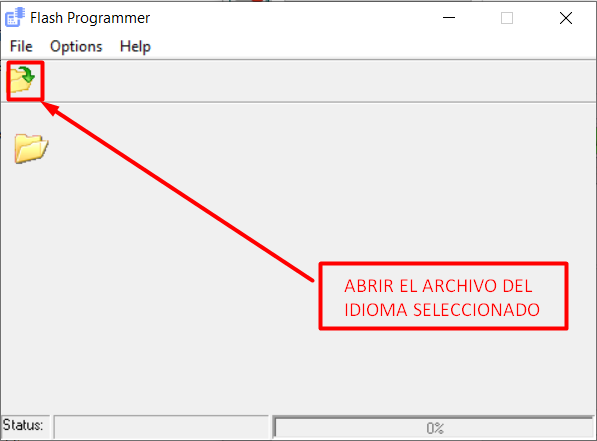 Flash Programmer
File Options Help
ABRIR EL ARCHIVO DEL
IDIOMA SELECCIONADO
Status:
0%